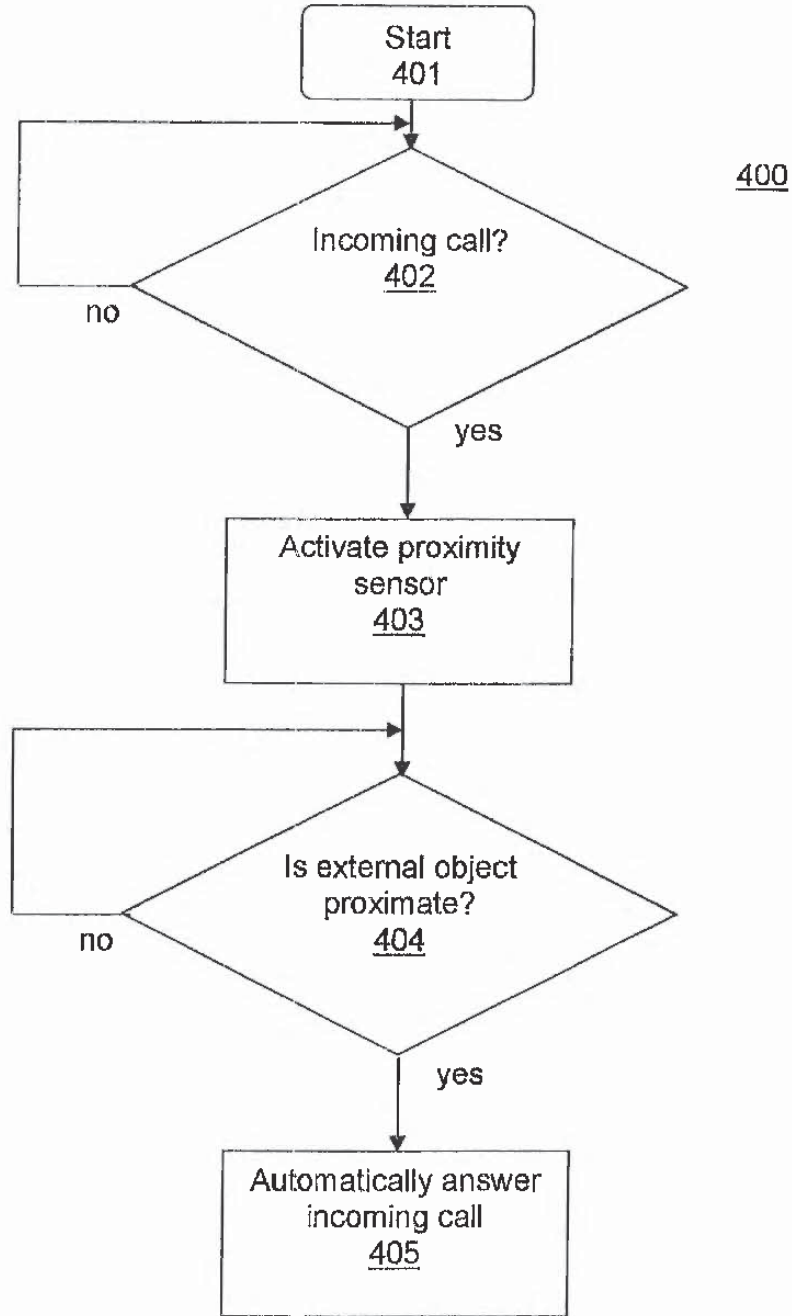 Start
401
400
Incoming call?
402
no
yes
Activate proximity
sensor
403
Is external object
proximate?
404
no
yes
Automatically answer
incoming call
405